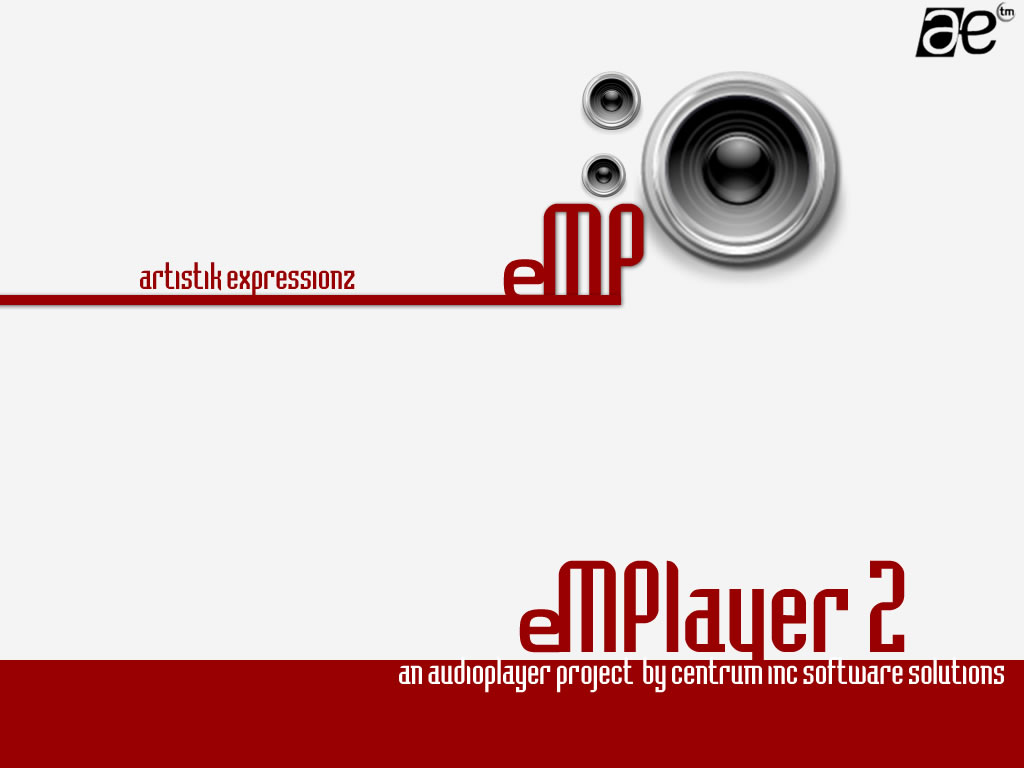 ae tm
eMP
artistik expressionz
eMPlayer 2
an audioplayer project by centrum inc software solutions